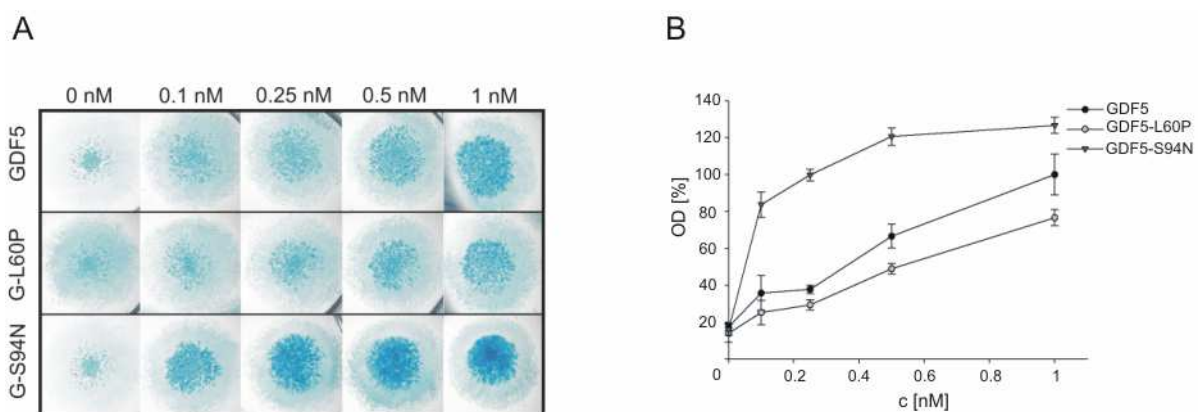 A
0 nM 0.1 nM 0.25 nM 0.5 nM 1 nM
GDF5
G-L60P
G-S94N
B
140
120
100
80
60
40
20
0 0.2 0.4 0.6 0.8 1
OD [%]
c [nM]
GDF5
GDF5-L60P
GDF5-S94N